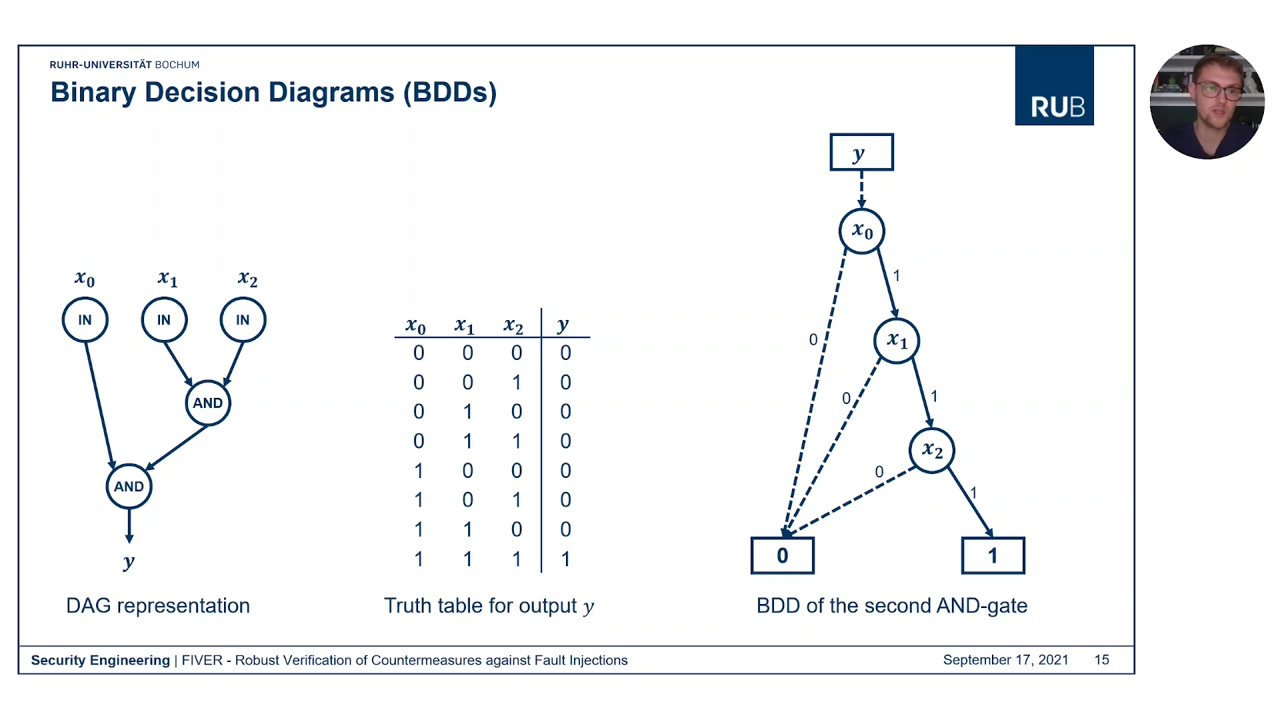 RUHR-UNIVERSITÄT BOCHUM
Binary Decision Diagrams (BDDs)
RUB
x₀ x₁ x₂
IN IN IN
AND
AND
y
DAG representation
x₀ x₁ x₂ y
0 0 0 0
0 0 1 0
0 1 0 0
0 1 1 0
1 0 0 0
1 0 1 0
1 1 0 0
1 1 1 1
Truth table for output y
y
x₀
1
0
x₁
0
1
x₂
0
1
0 1
BDD of the second AND-gate
Security Engineering | FIVER - Robust Verification of Countermeasures against Fault Injections
September 17, 2021 15